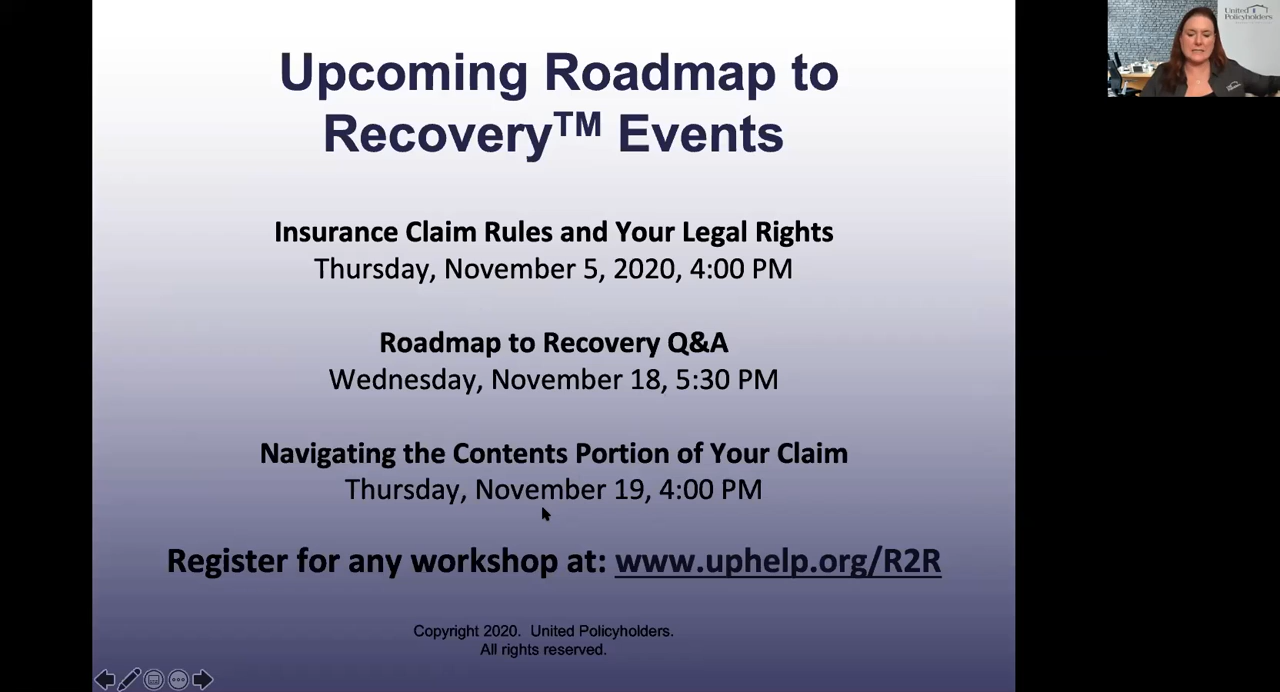 Upcoming Roadmap to
Recovery™ Events
Insurance Claim Rules and Your Legal Rights
Thursday, November 5, 2020, 4:00 PM
Roadmap to Recovery Q&A
Wednesday, November 18, 5:30 PM
Navigating the Contents Portion of Your Claim
Thursday, November 19, 4:00 PM
Register for any workshop at: www.uphelp.org/R2R
Copyright 2020. United Policyholders.
All rights reserved.
United
Policyholders